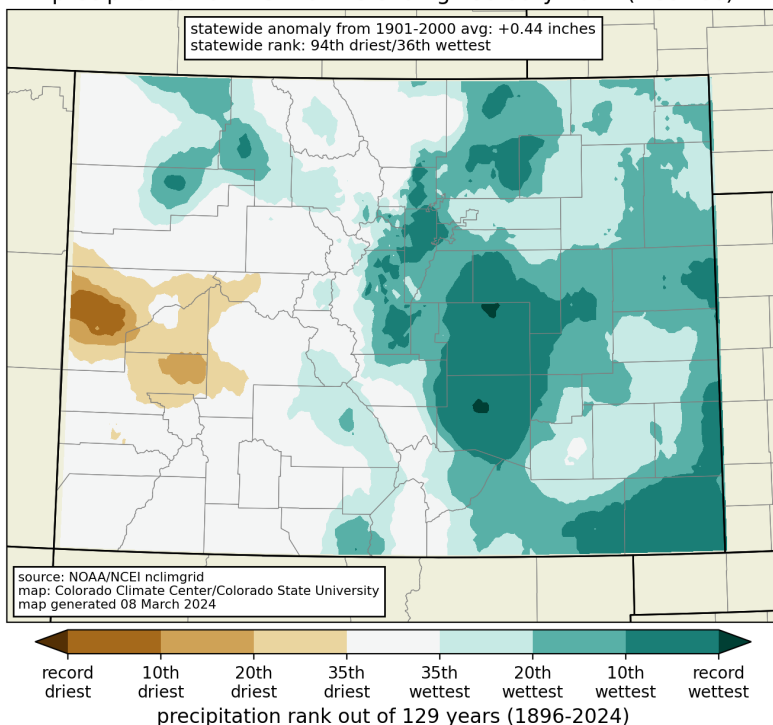 statewide anomaly from 1901-2000 avg: +0.44 inches
statewide rank: 94th driest/36th wettest
source: NOAA/NCEI nclimgrid
map: Colorado Climate Center/Colorado State University
map generated 08 March 2024
record driest
10th driest
20th driest
35th driest
35th wettest
20th wettest
10th wettest
record wettest
precipitation rank out of 129 years (1896-2024)